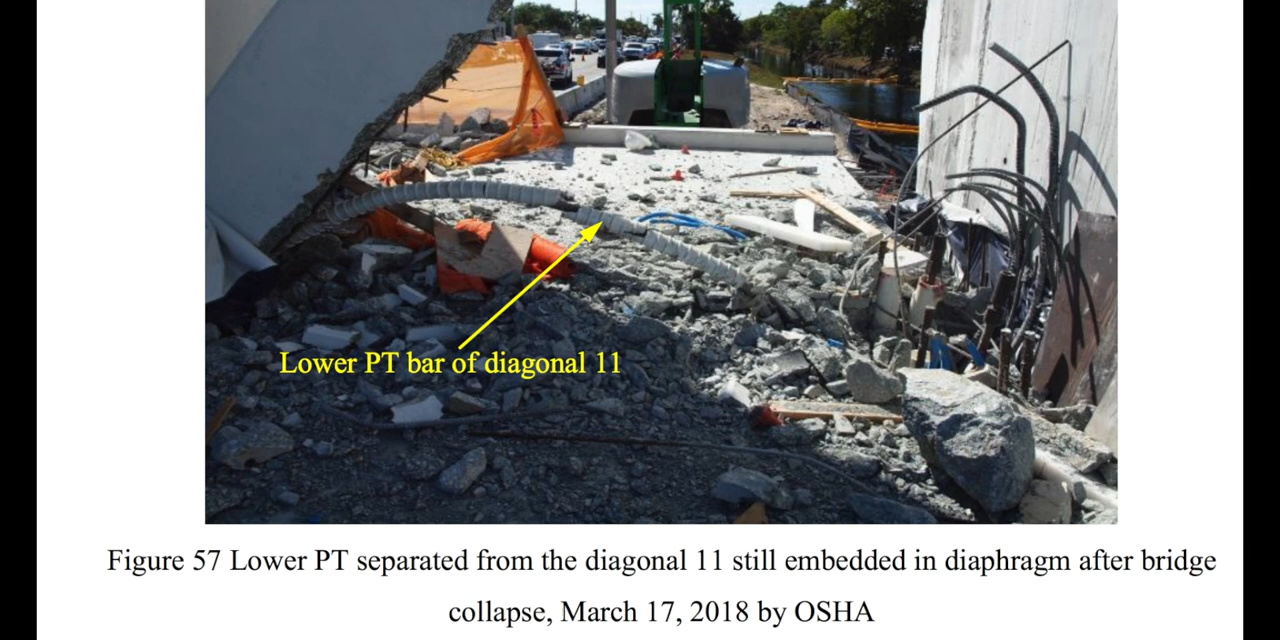 Lower PT bar of diagonal 11
Figure 57 Lower PT separated from the diagonal 11 still embedded in diaphragm after bridge
collapse, March 17, 2018 by OSHA